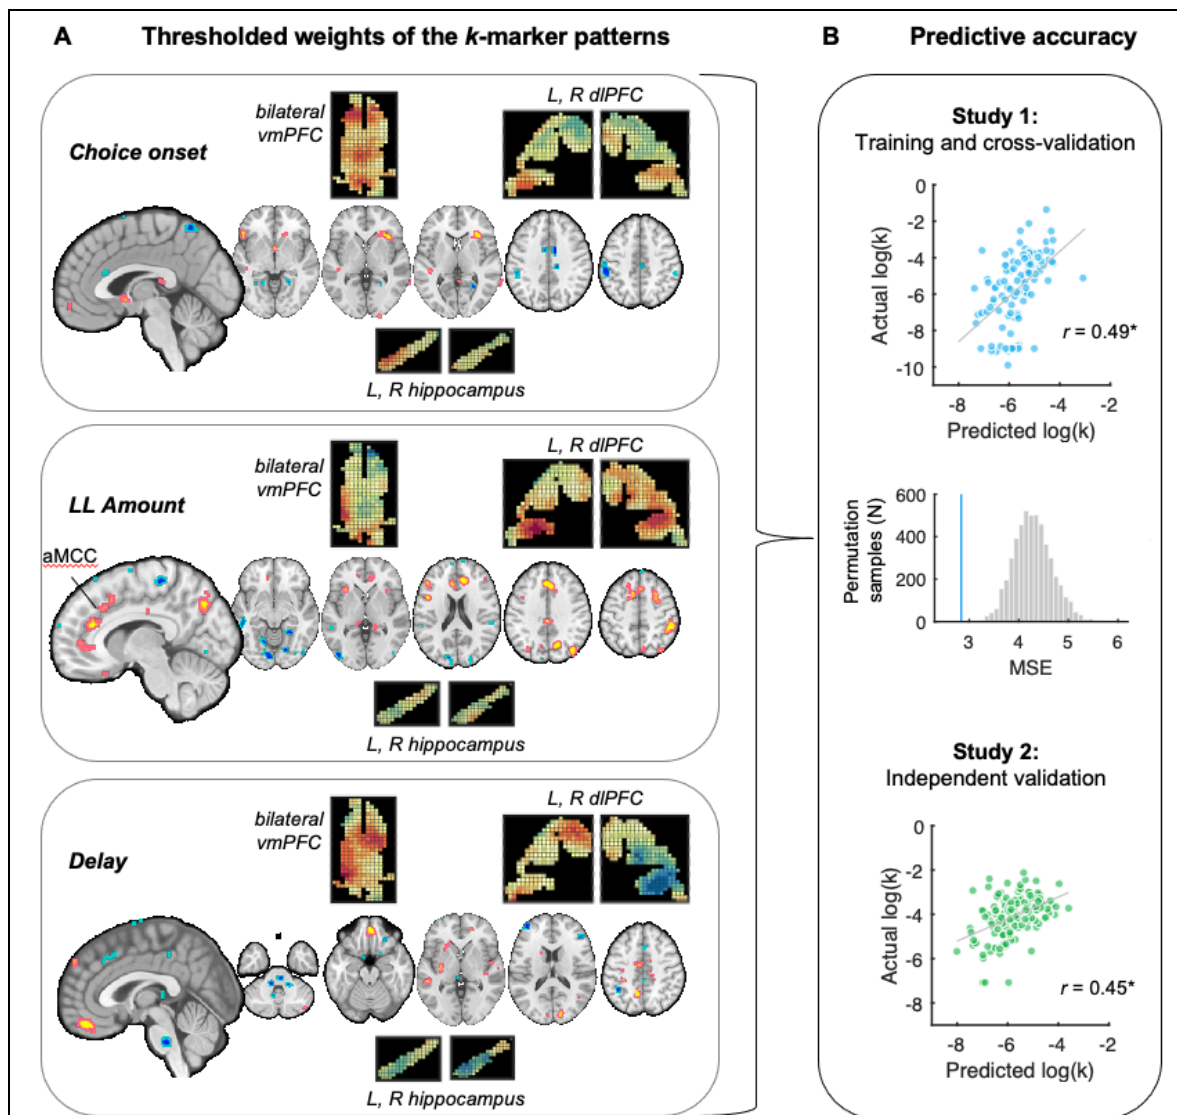 A Thresholded weights of the k-marker patterns
Choice onset
bilateral
vmPFC
L, R dlPFC
L, R hippocampus
LL Amount
bilateral
vmPFC
L, R dlPFC
aMCC
L, R hippocampus
Delay
bilateral
vmPFC
L, R dlPFC
L, R hippocampus
B Predictive accuracy
Study 1:
Training and cross-validation
Actual log(k)
0
-2
-4
-6
-8
-10
r = 0.49*
-8 -6 -4 -2
Predicted log(k)
Permutation
samples (N)
600
400
200
0
3 4 5 6
MSE
Study 2:
Independent validation
Actual log(k)
0
-2
-4
-6
-8
r = 0.45*
-8 -6 -4 -2
Predicted log(k)